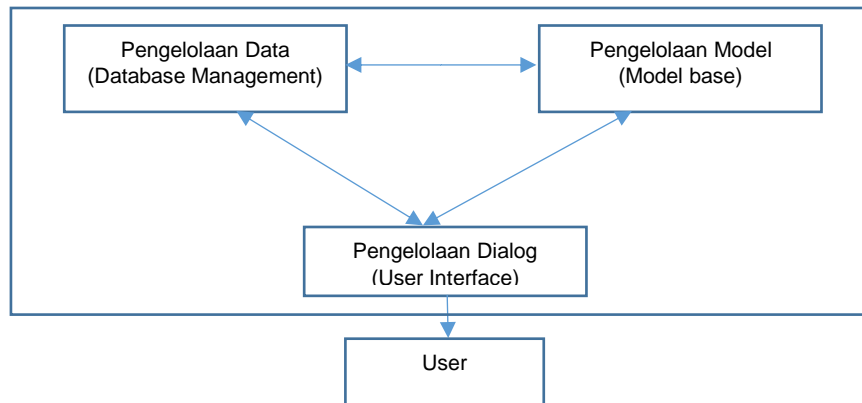 Pengelolaan Data
(Database Management)
Pengelolaan Model
(Model base)
Pengelolaan Dialog
(User Interface)
User